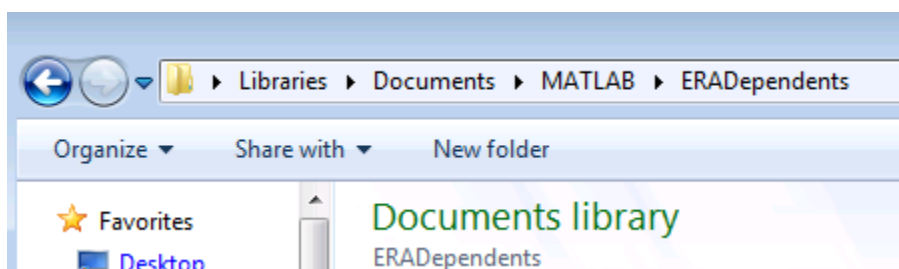 Libraries Documents MATLAB ERADependents
Organize Share with New folder
Favorites
Documents library
Desktop
ERADependents